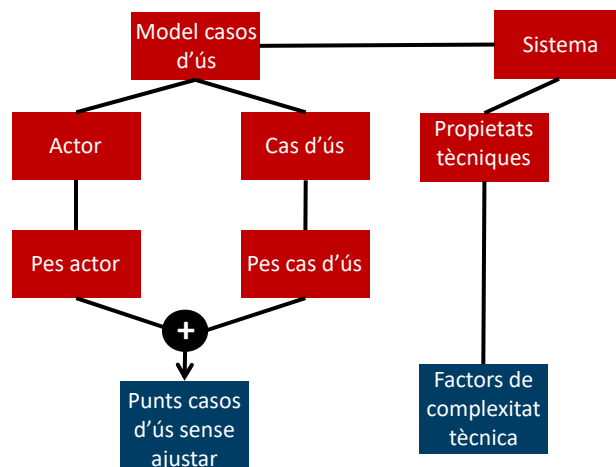 Model casos
d'ús
Sistema
Actor
Cas d'ús
Propietats
tècniques
Pes actor
Pes cas d'ús
+
Punts casos
d'ús sense
ajustar
Factors de
complexitat
tècnica